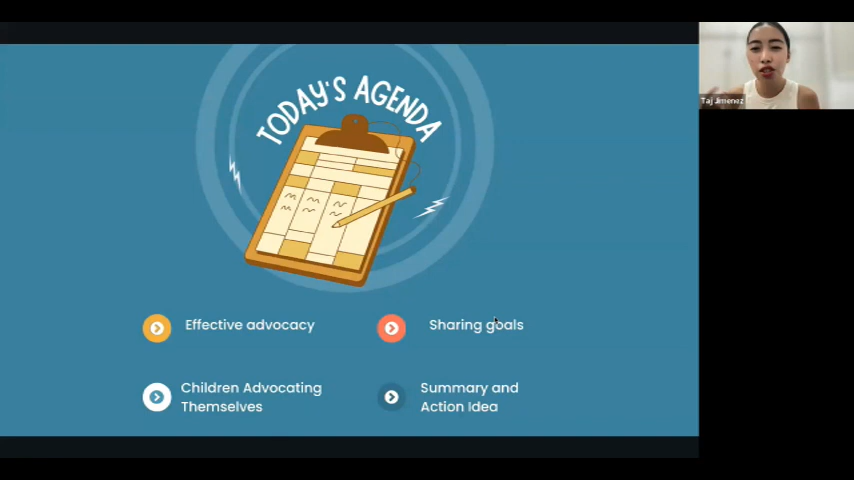 TODAY'S AGENDA
Effective advocacy
Sharing goals
Children Advocating
Themselves
Summary and
Action Idea
Taj Jimenez